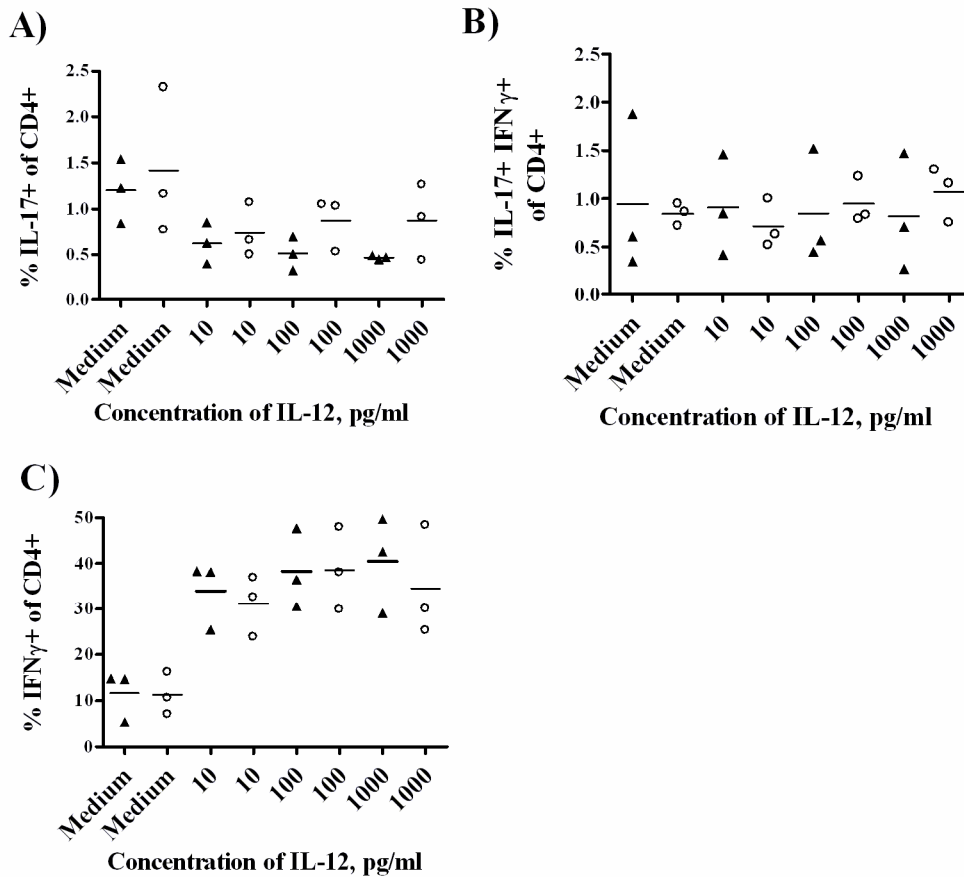 A)
% IL-17+ of CD4+
2.5
2.0
1.5
1.0
0.5
0.0
Medium
Medium
10
10
100
100
1000
1000
Concentration of IL-12, pg/ml
B)
% IL-17+ IFNγ+
of CD4+
2.5
2.0
1.5
1.0
0.5
0.0
Medium
Medium
10
10
100
100
1000
1000
Concentration of IL-12, pg/ml
C)
% IFNγ+ of CD4+
50
40
30
20
10
0
Medium
Medium
10
10
100
100
1000
1000
Concentration of IL-12, pg/ml